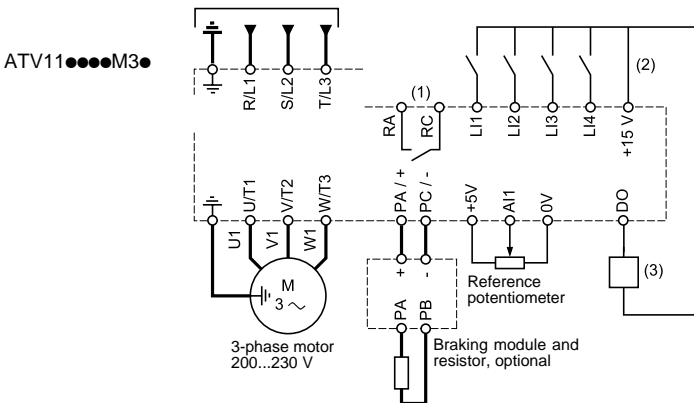 ATV11●●●●M3●
R/L1
S/L2
T/L3
(1)
RA
RC
LI1
LI2
LI3
LI4
+15 V
(2)
U/T1
V/T2
W/T3
PA / +
PC / -
+5V
AI1
0V
DO
U1
V1
W1
M
3 ~
+
-
PA
PB
(3)
Reference
potentiometer
3-phase motor
200...230 V
Braking module and
resistor, optional